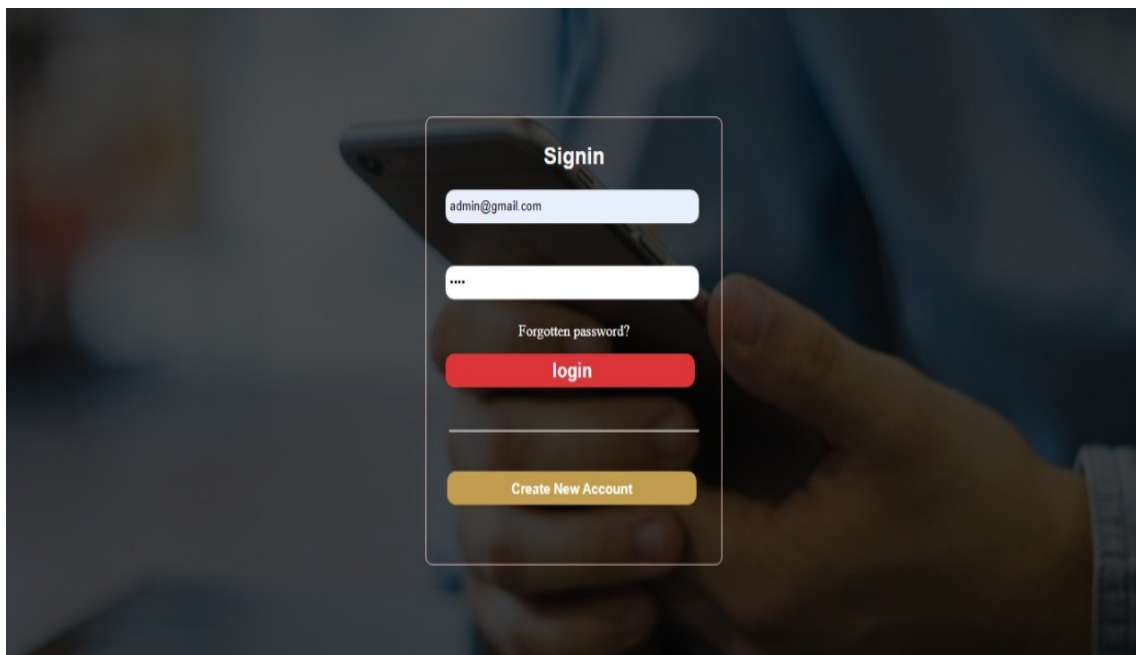 Signin
admin@gmail.com
••••
Forgotten password?
login
Create New Account